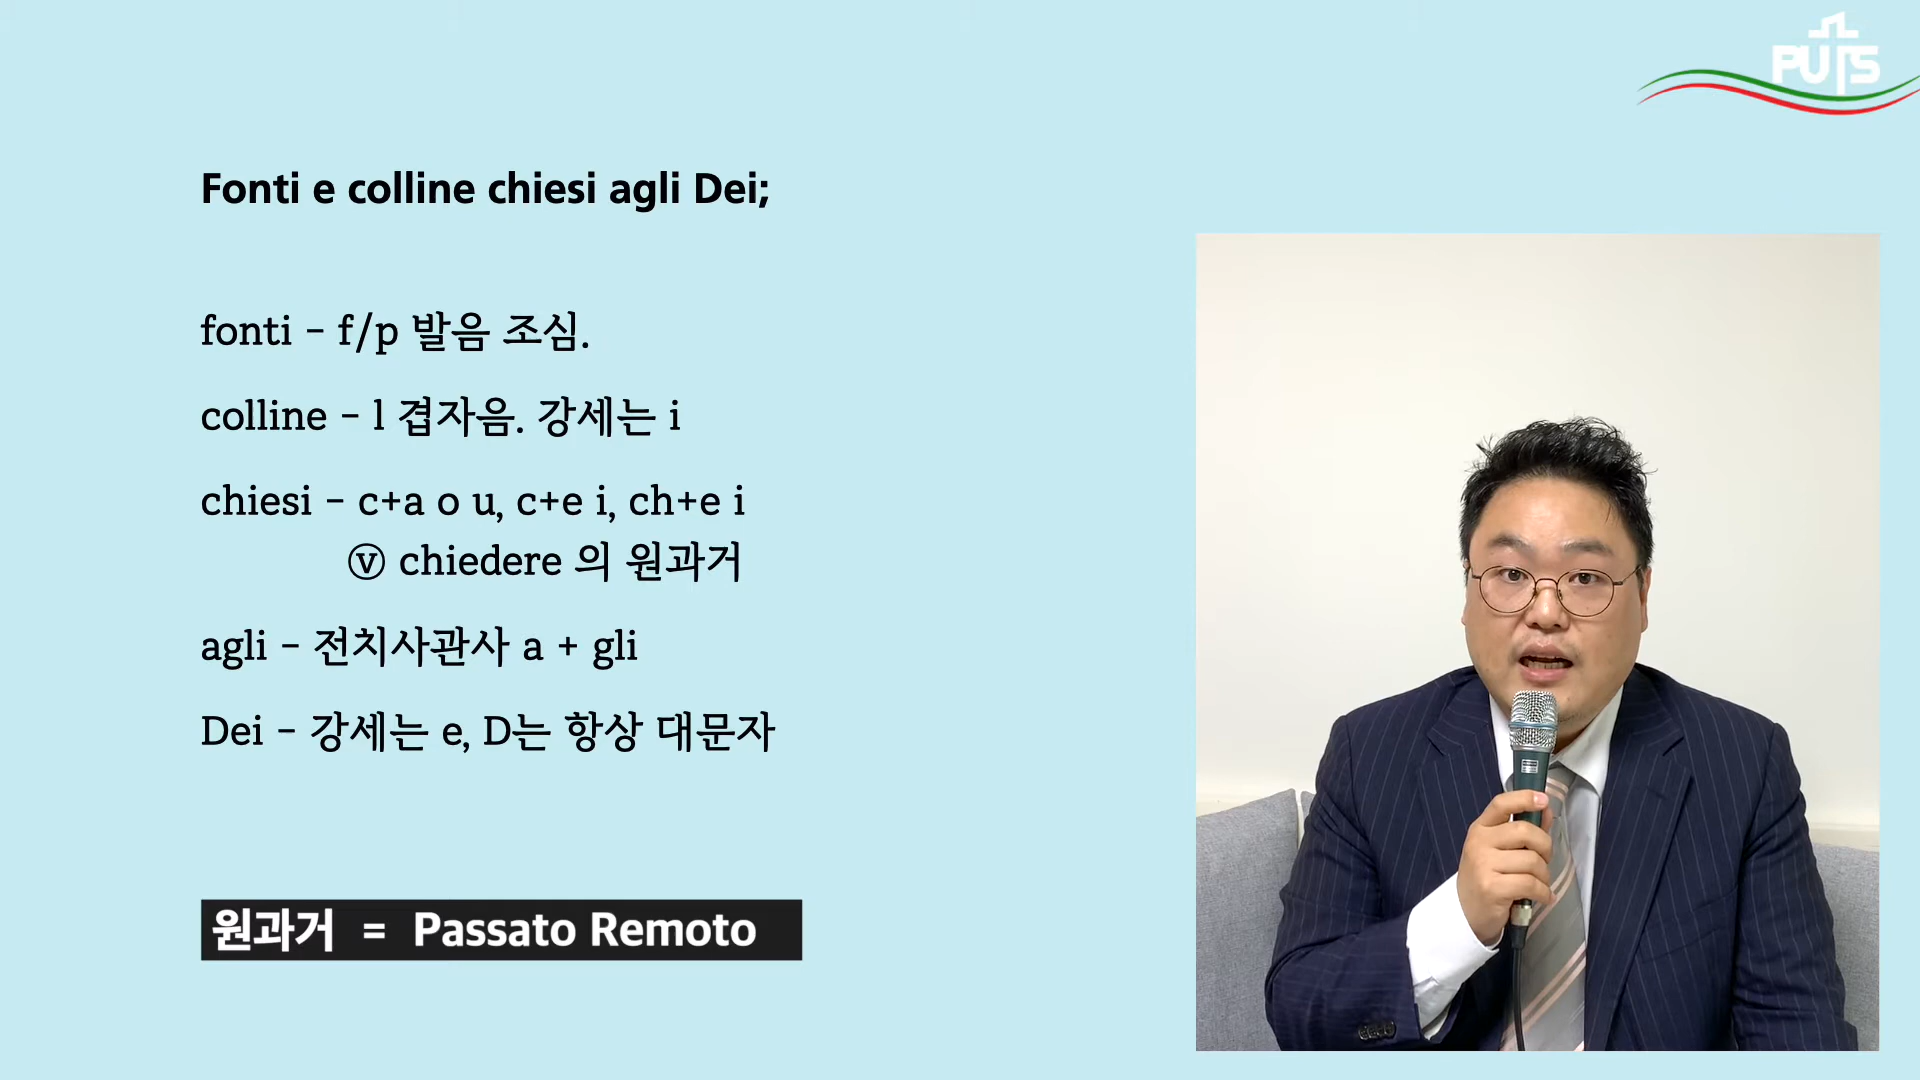 PUTS
Fonti e colline chiesi agli Dei;
fonti - f/p 발음 조심.
colline - l 겹자음. 강세는 i
chiesi - c+a o u, c+e i, ch+e i
ⓥ chiedere 의 원과거
agli - 전치사관사 a + gli
Dei - 강세는 e, D는 항상 대문자
원과거 = Passato Remoto